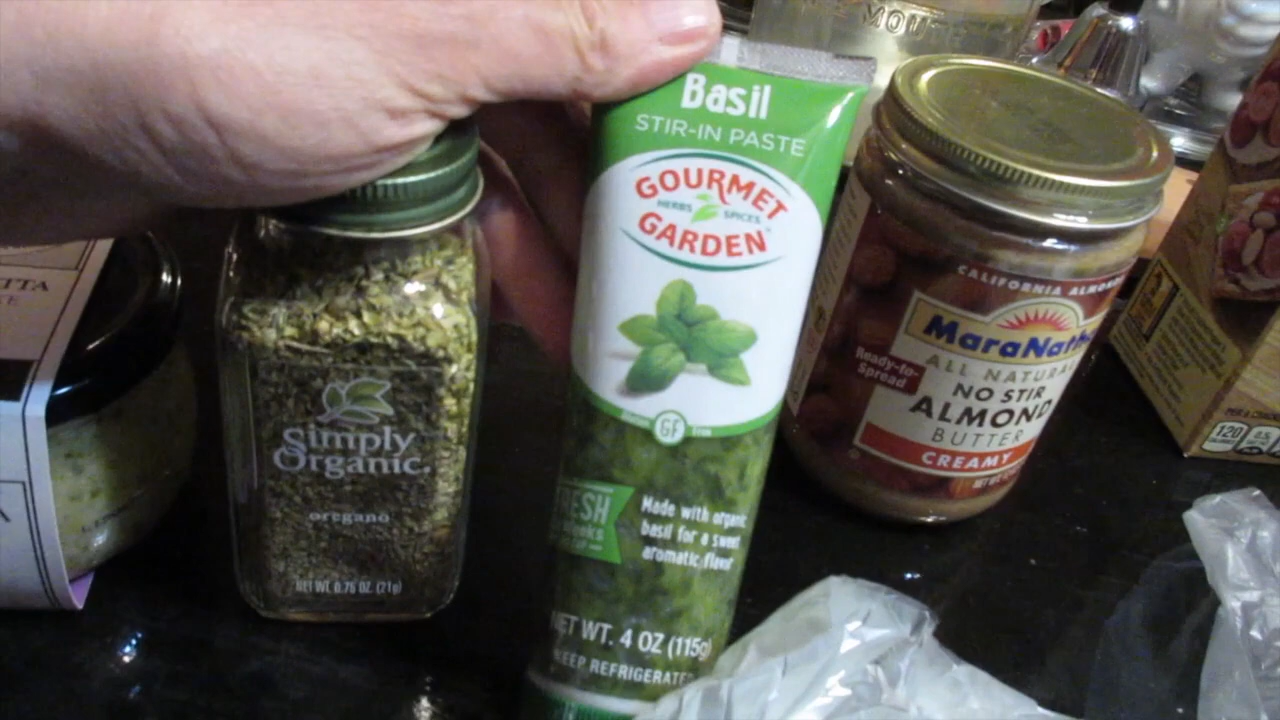 Basil
STIR-IN PASTE
GOURMET
HERBS SPICES
GARDEN
GF
FRESH
Made with organic
basil for a sweet
aromatic flavor
NET WT. 4 OZ (115g)
KEEP REFRIGERATED
Simply
Organic.
oregano
NET WT. 0.75 OZ. (21g)
CALIFORNIA ALMONDS
MaraNatha
ALL NATURAL
Ready-to-
Spread
NO STIR
ALMOND
BUTTER
CREAMY
120
MOUT
TTA